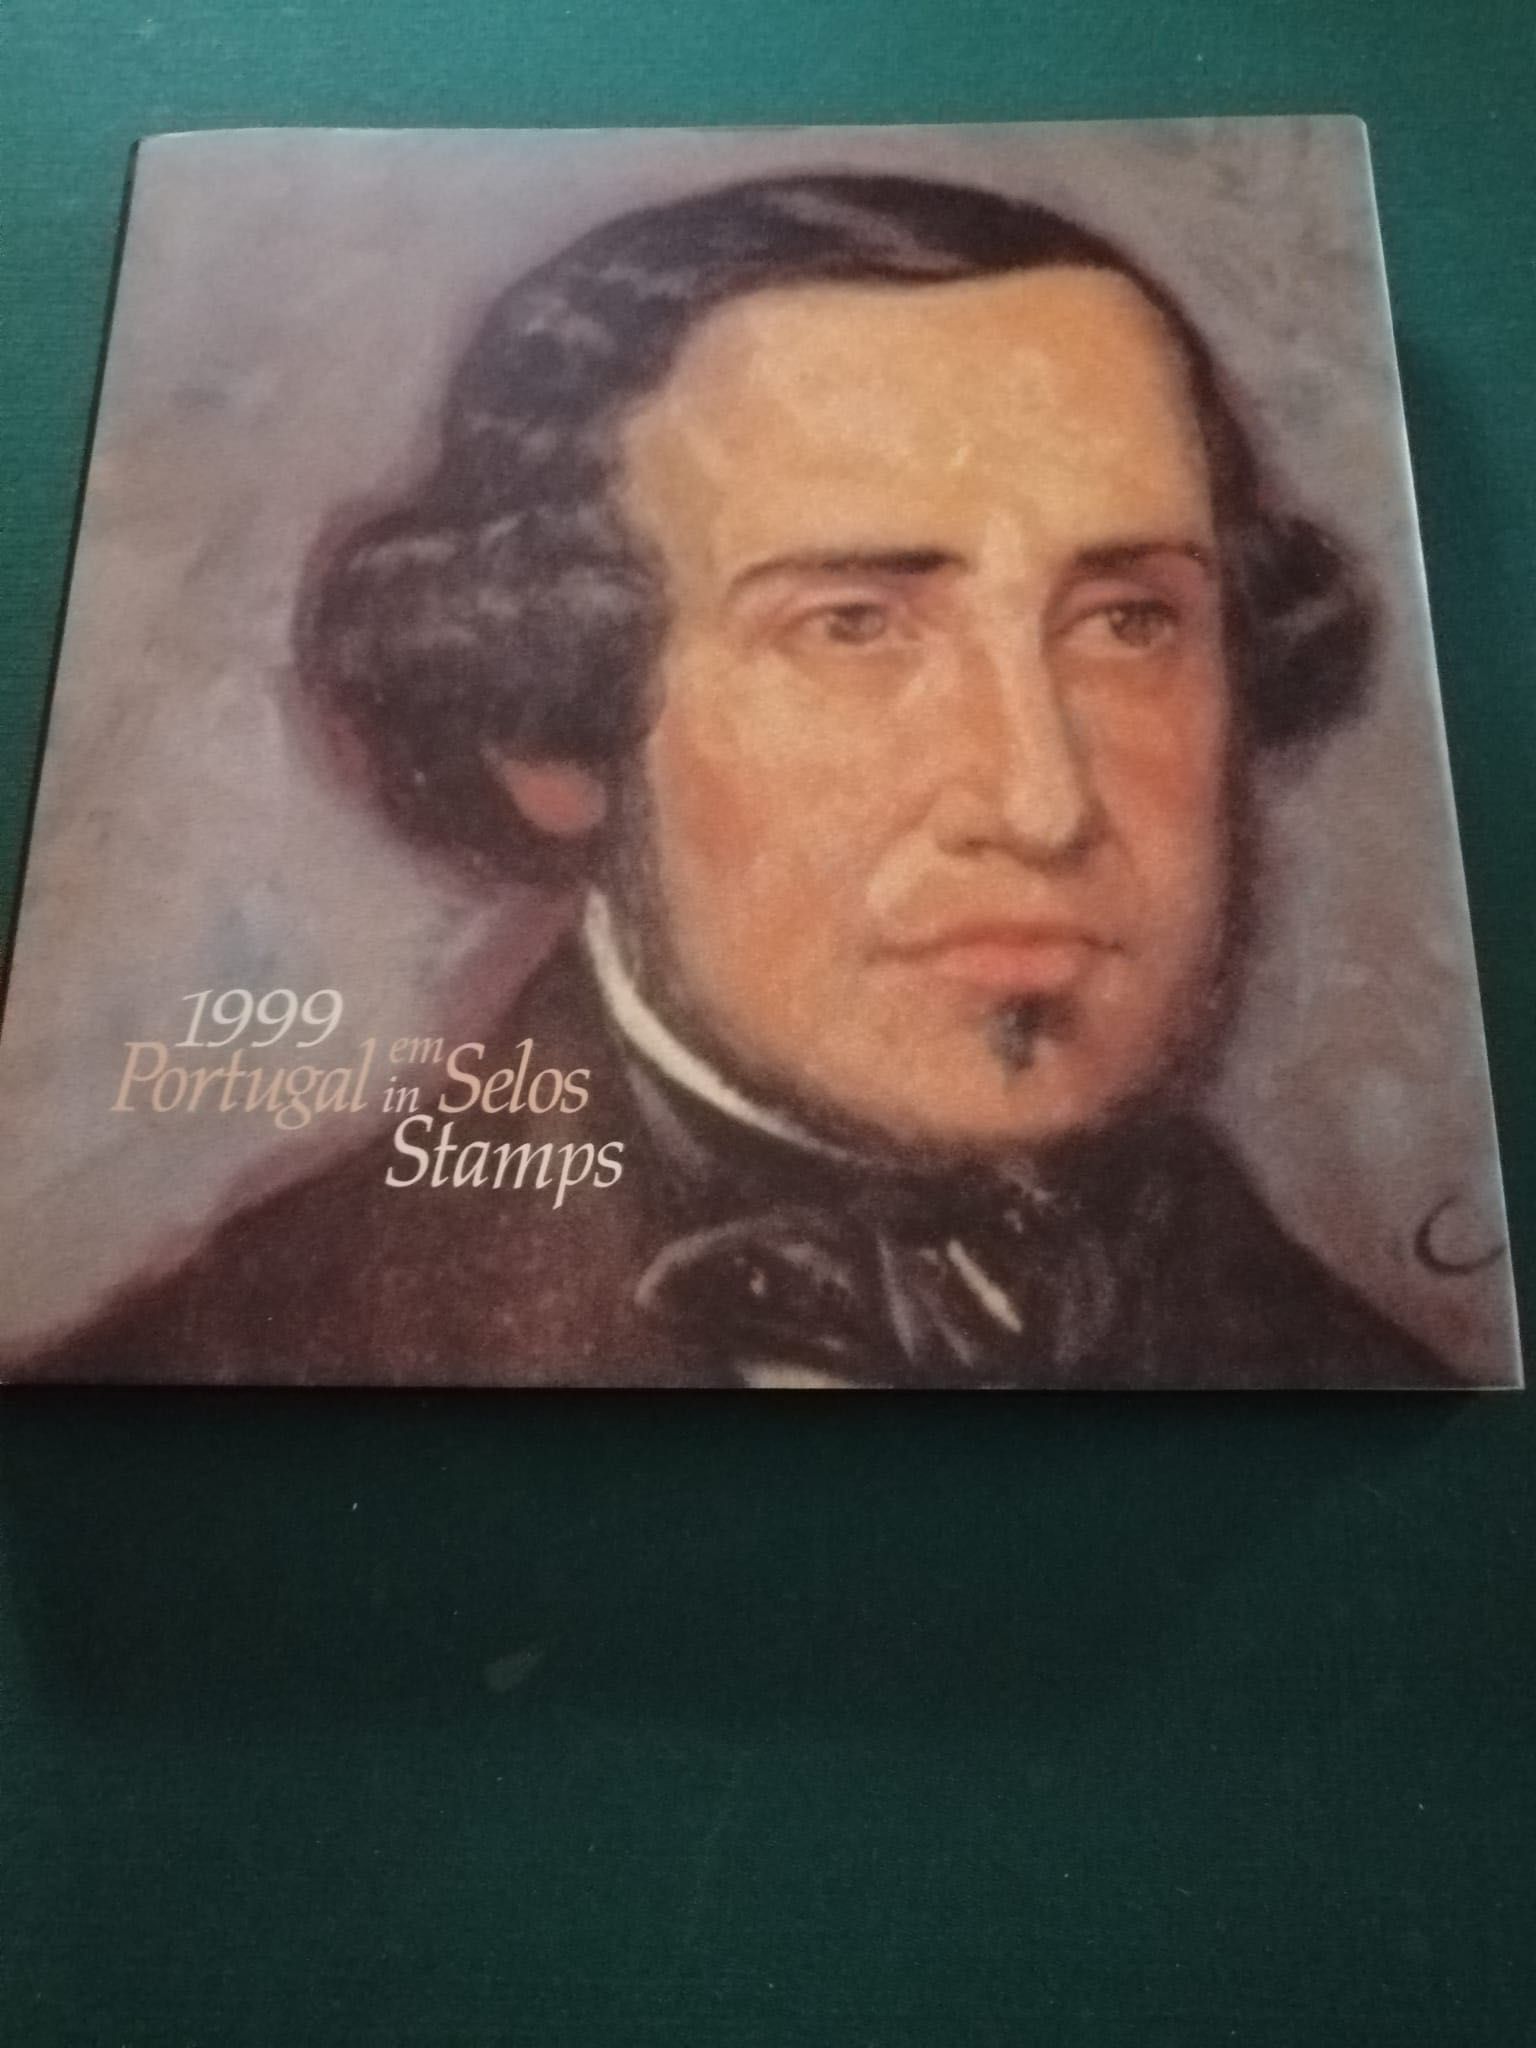 1999
Portugal em Selos
in Stamps
C